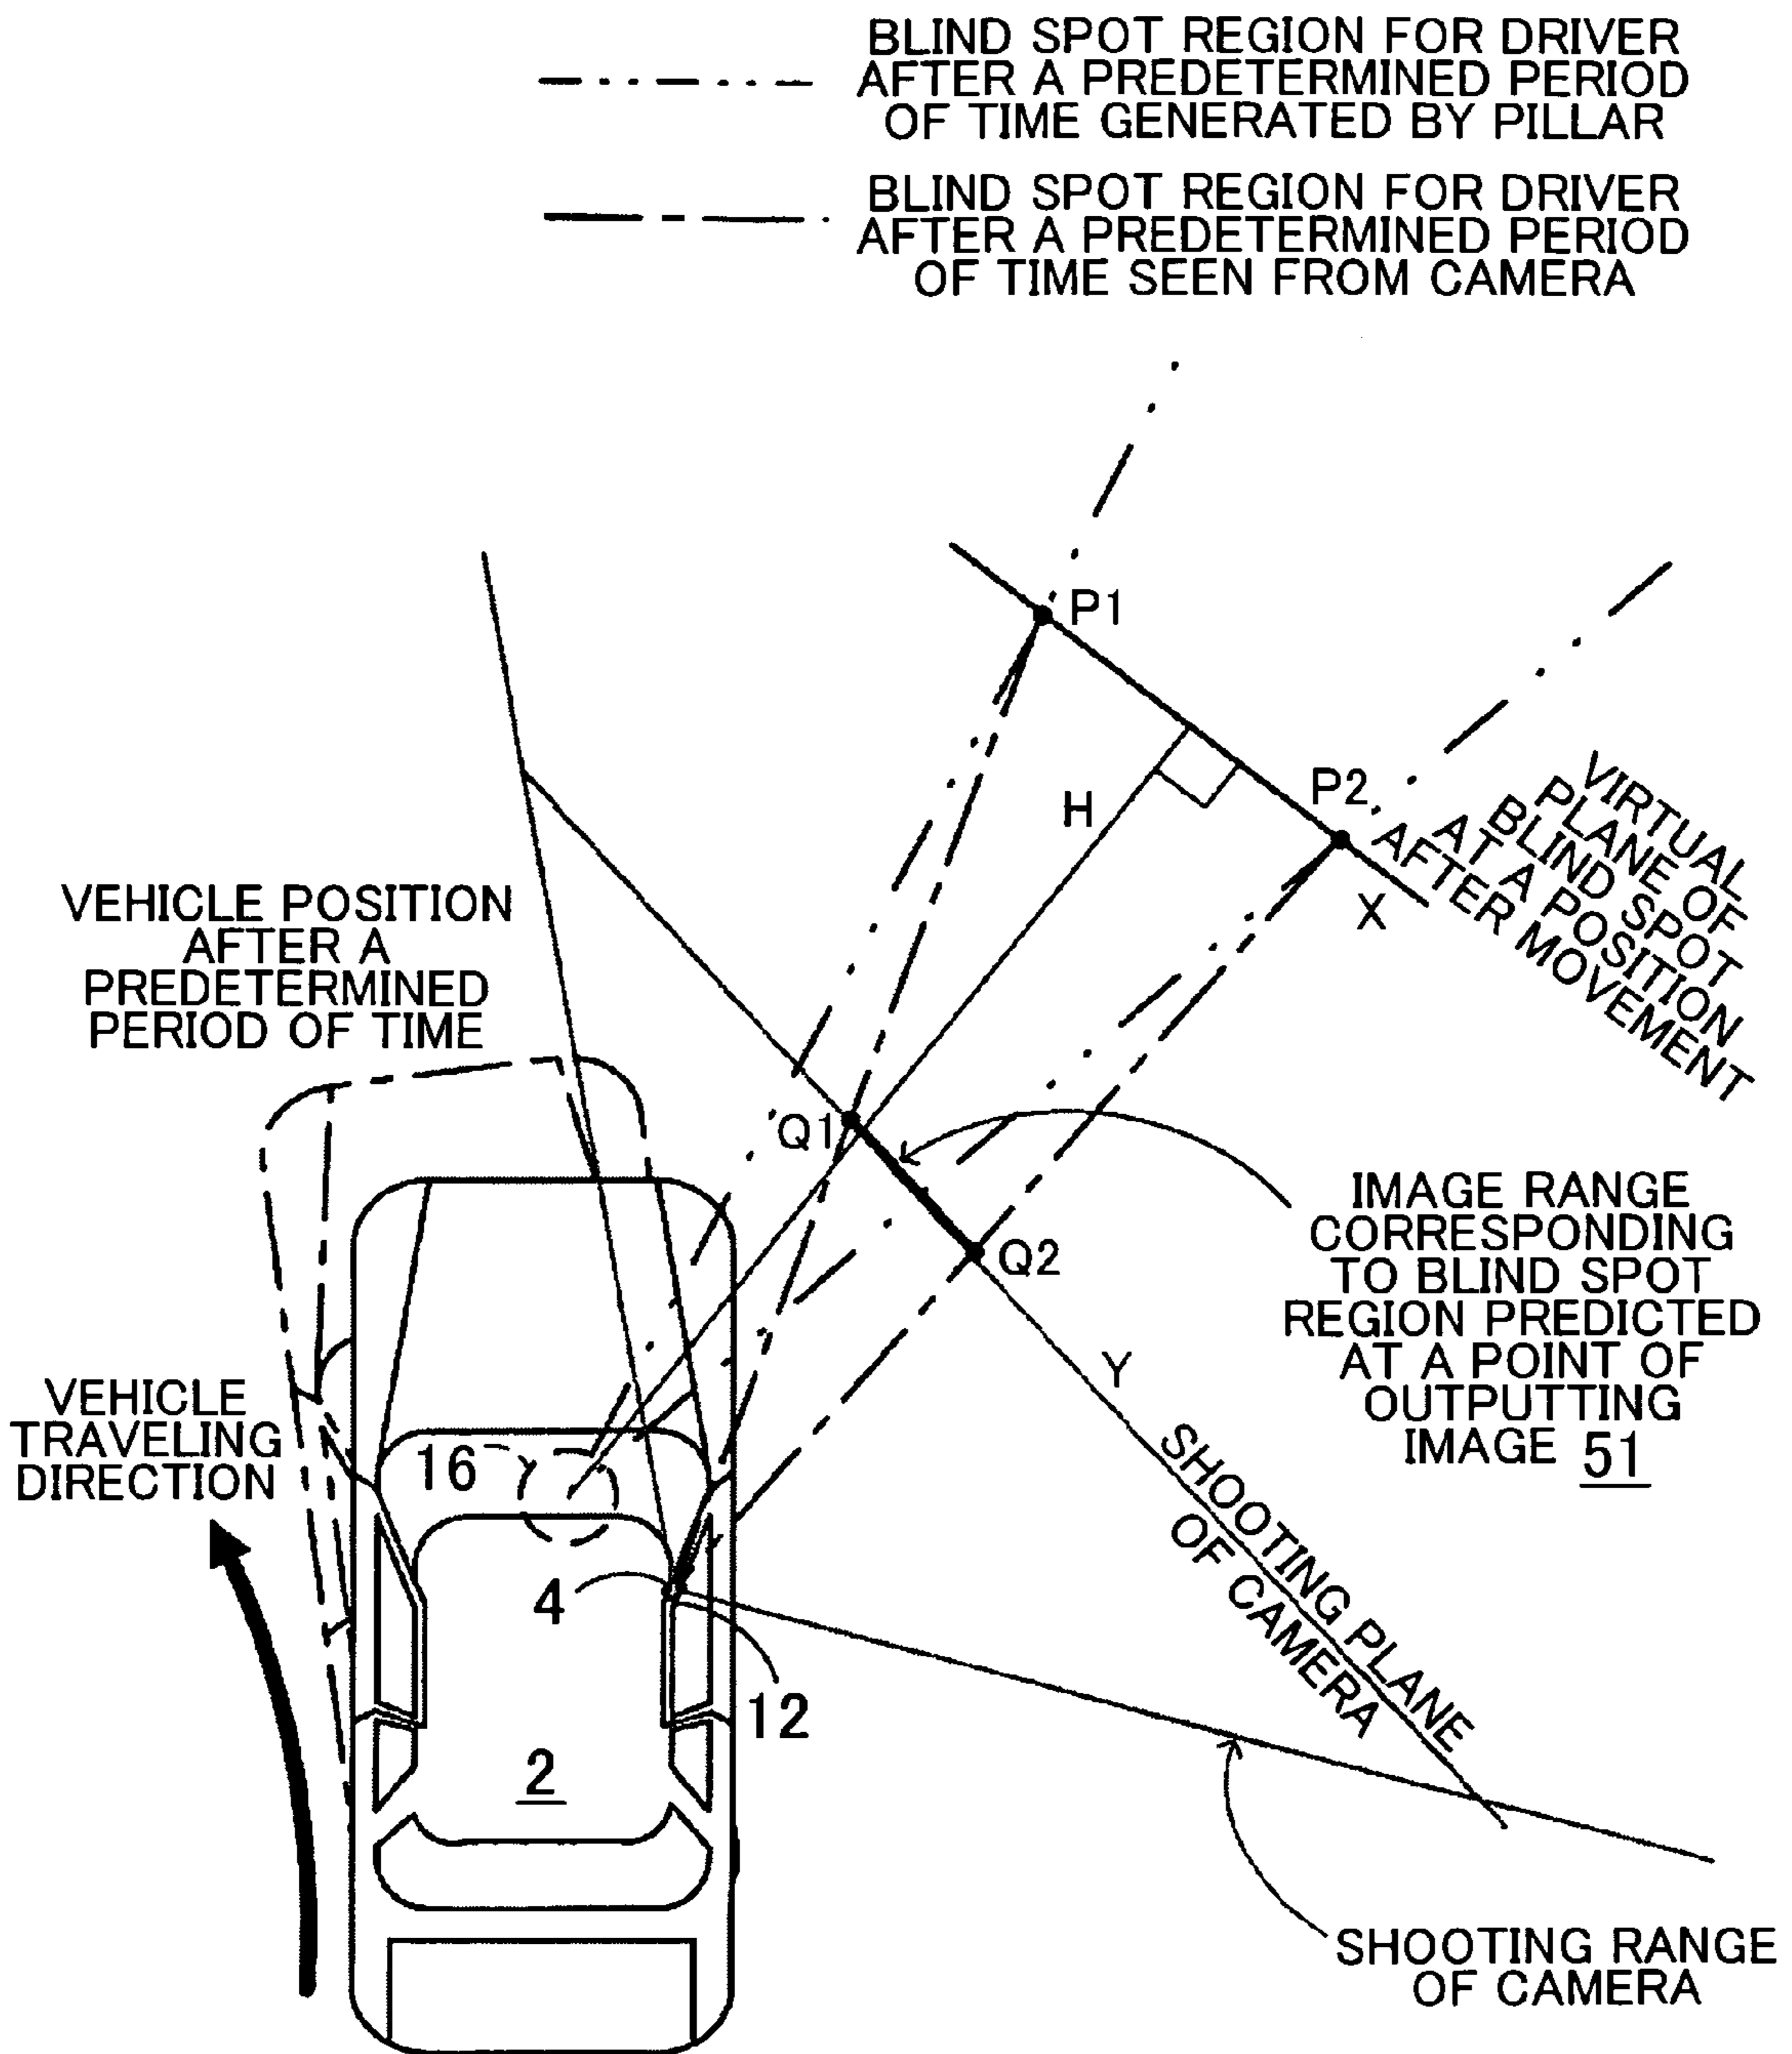 BLIND SPOT REGION FOR DRIVER
AFTER A PREDETERMINED PERIOD
OF TIME GENERATED BY PILLAR
BLIND SPOT REGION FOR DRIVER
AFTER A PREDETERMINED PERIOD
OF TIME SEEN FROM CAMERA
P1
P2
H
X
VIRTUAL
PLANE OF
BLIND SPOT
AT A POSITION
AFTER MOVEMENT
VEHICLE POSITION
AFTER A
PREDETERMINED
PERIOD OF TIME
Q1
Q2
IMAGE RANGE
CORRESPONDING
TO BLIND SPOT
REGION PREDICTED
AT A POINT OF
OUTPUTTING
IMAGE 51
Y
SHOOTING PLANE
OF CAMERA
VEHICLE
TRAVELING
DIRECTION
16
4
12
2
SHOOTING RANGE
OF CAMERA